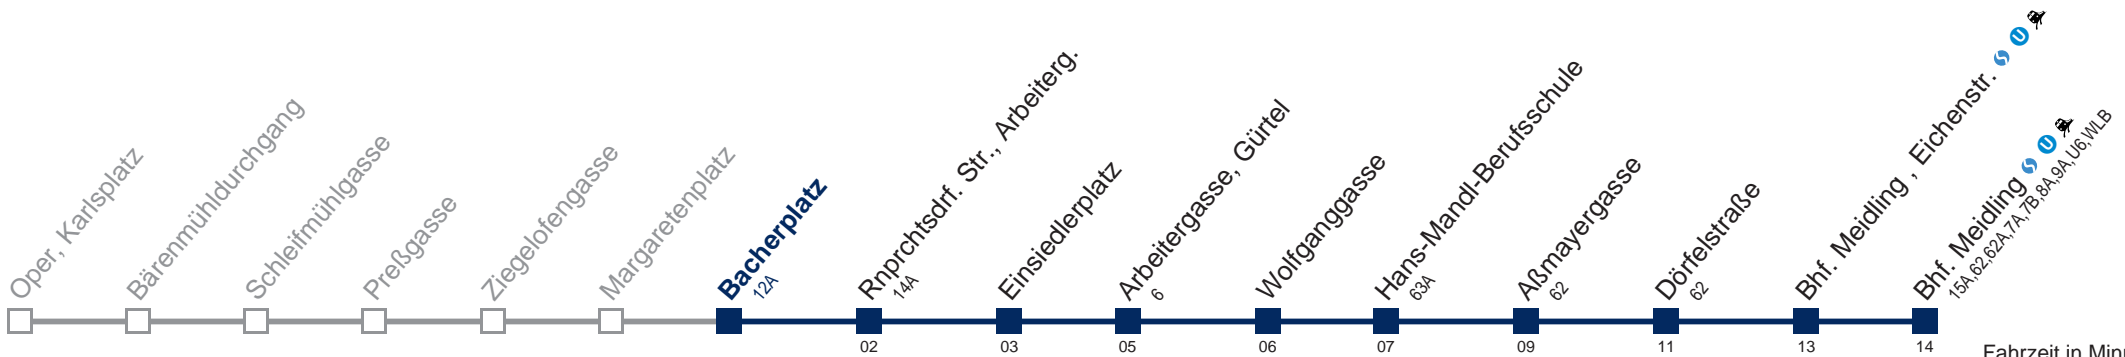 Oper, Karlsplatz
Bärenmühldurchgang
Schleifmühlgasse
Preßgasse
Ziegelofengasse
Margaretenplatz
Bacherplatz
12A
Rnprchtsdrf. Str., Arbeiterg.
14A
Einsiedlerplatz
Arbeitergasse, Gürtel
6
Wolfganggasse
Hans-Mandl-Berufsschule
63A
Aßmayergasse
62
Dörfelstraße
62
Bhf. Meidling , Eichenstr. S U
Bhf. Meidling S U
15A,62,62A,7A,7B,8A,9A,U6,WLB
02 03 05 06 07 09 11 13 14
Fahrzeit in